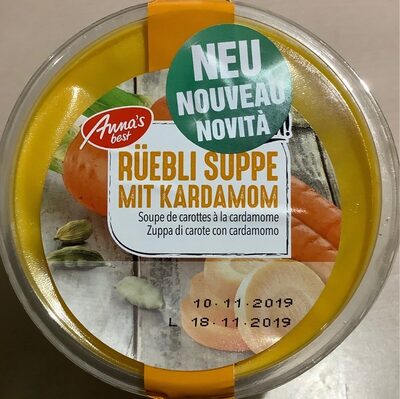 NEU
NOUVEAU
NOVITÀ
Anna's
best
RÜEBLI SUPPE
MIT KARDAMOM
Soupe de carottes à la cardamome
Zuppa di carote con cardamomo
10.11.2019
L 18.11.2019